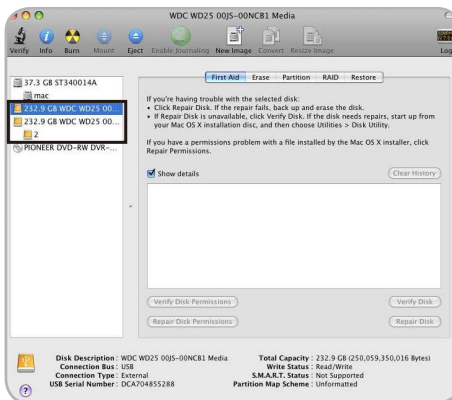 WDC WD25 00JS-00NCB1 Media
Verify Info Burn Mount Eject Enable Journaling New Image Convert Resize Image Log
37.3 GB ST340014A
mac
232.9 GB WDC WD25 00...
232.9 GB WDC WD25 00...
2
PIONEER DVD-RW DVR-...
First Aid Erase Partition RAID Restore
If you're having trouble with the selected disk:
• Click Repair Disk. If the repair fails, back up and erase the disk.
• If Repair Disk is unavailable, click Verify Disk. If the disk needs repairs, start up from
your Mac OS X installation disc, and then choose Utilities > Disk Utility.
If you have a permissions problem with a file installed by the Mac OS X installer, click
Repair Permissions.
Show details
Clear History
Verify Disk Permissions
Verify Disk
Repair Disk Permissions
Repair Disk
Disk Description : WDC WD25 00JS-00NCB1 Media
Connection Bus : USB
Connection Type : External
USB Serial Number : DCA704855288
Total Capacity : 232.9 GB (250,059,350,016 Bytes)
Write Status : Read/Write
S.M.A.R.T. Status : Not Supported
Partition Map Scheme : Unformatted
?